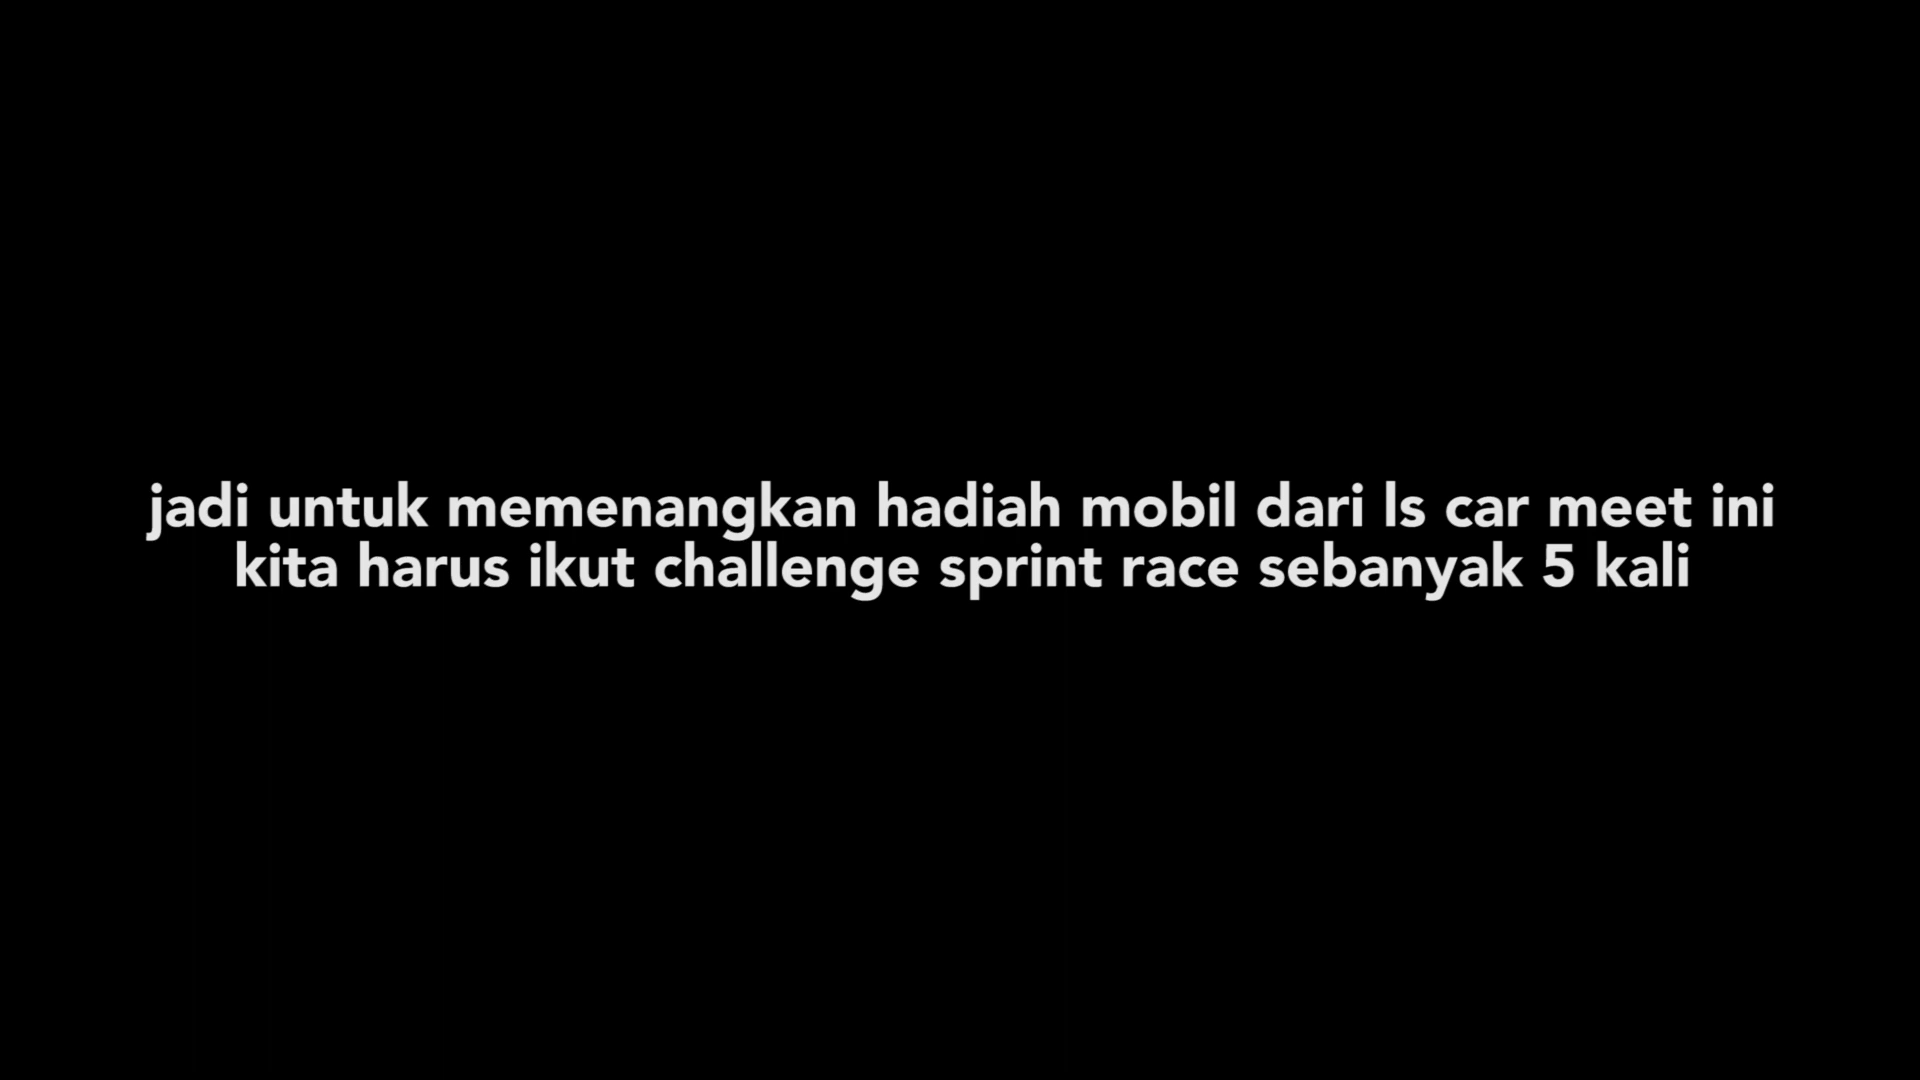 jadi untuk memenangkan hadiah mobil dari ls car meet ini
kita harus ikut challenge sprint race sebanyak 5 kali